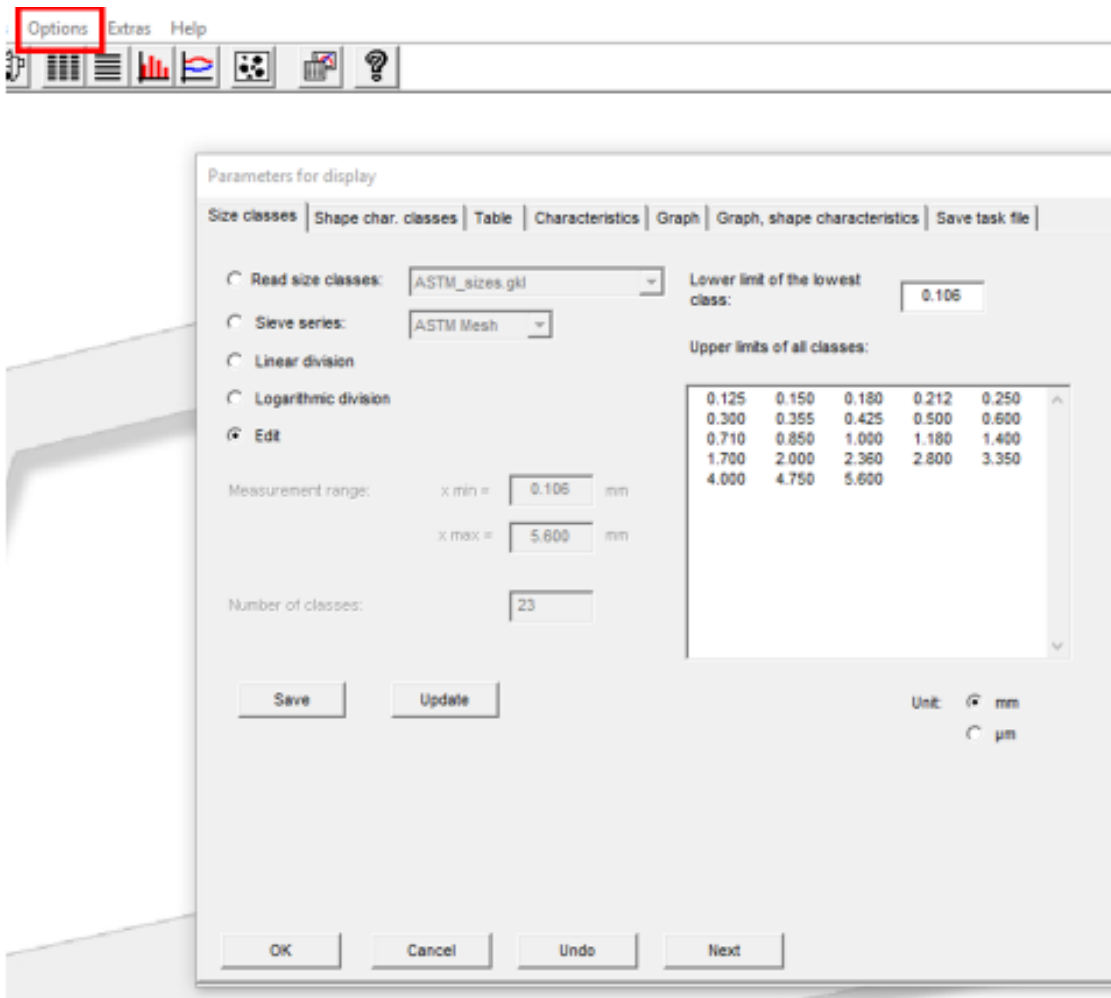 Options Extras Help
Parameters for display
Size classes Shape char. classes Table Characteristics Graph Graph, shape characteristics Save task file
Read size classes: ASTM_sizes.gkl
Sieve series: ASTM Mesh
Linear division
Logarithmic division
Edit
Measurement range: x min = 0.106 mm
x max = 5.600 mm
Number of classes: 23
Save Update
Lower limit of the lowest
class: 0.106
Upper limits of all classes:
0.125 0.150 0.180 0.212 0.250
0.300 0.355 0.425 0.500 0.600
0.710 0.850 1.000 1.180 1.400
1.700 2.000 2.360 2.800 3.350
4.000 4.750 5.600
Unit: mm
µm
OK Cancel Undo Next